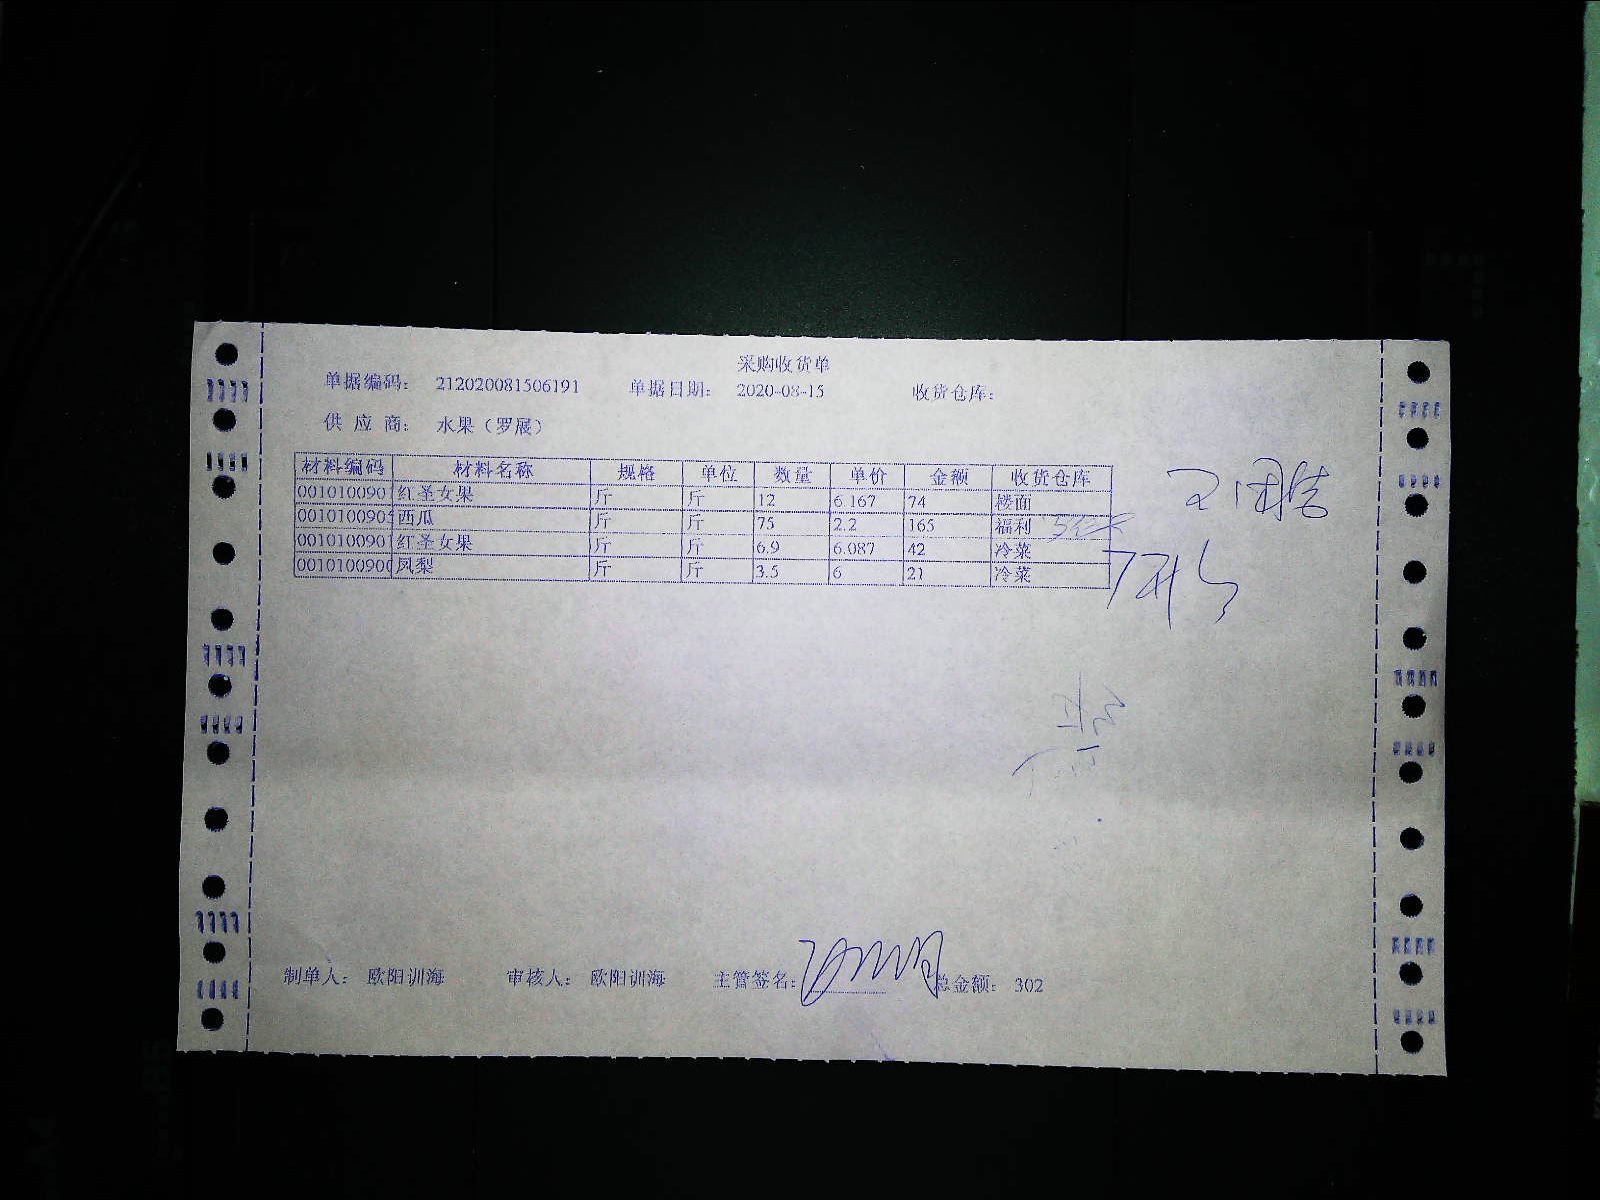 采购收货单
单据编码： 212020081506191 单据日期： 2020-08-15 收货仓库：
供 应 商： 水果（罗展）
材料编码 材料名称 规格 单位 数量 单价 金额 收货仓库
001010090 红圣女果 斤 斤 12 6.167 74 楼面
001010090 西瓜 斤 斤 75 2.2 165 福利
001010090 红圣女果 斤 斤 6.9 6.087 42 冷菜
001010090 凤梨 斤 斤 3.5 6 21 冷菜
制单人： 欧阳训海 审核人： 欧阳训海 主管签名： 总金额： 302